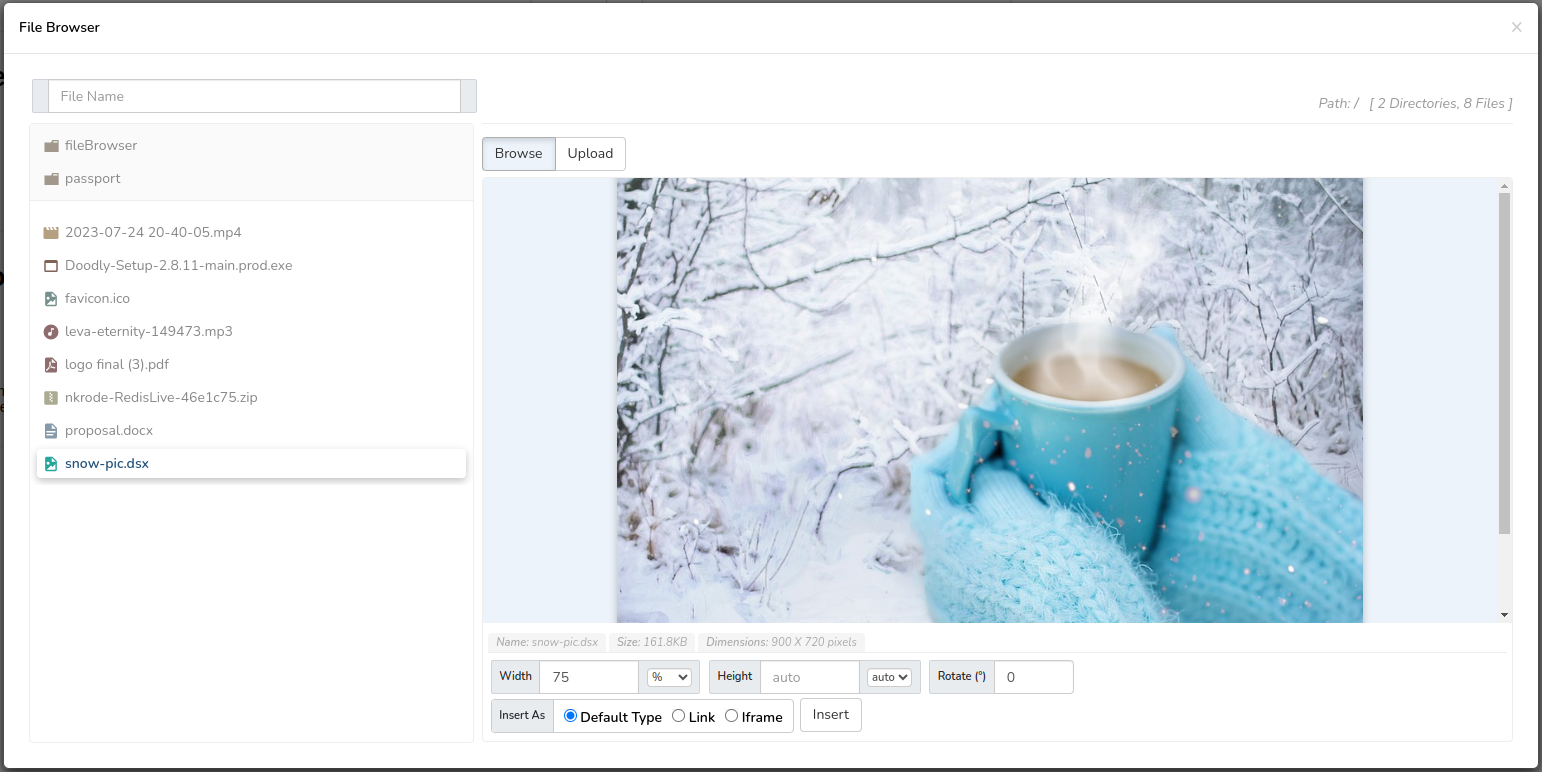 File Browser
×
File Name
Path: / [ 2 Directories, 8 Files ]
fileBrowser
passport
2023-07-24 20-40-05.mp4
Doodly-Setup-2.8.11-main.prod.exe
favicon.ico
leva-eternity-149473.mp3
logo final (3).pdf
nkrode-RedisLive-46e1c75.zip
proposal.docx
snow-pic.dsx
Browse Upload
Name: snow-pic.dsx Size: 161.8KB Dimensions: 900 X 720 pixels
Width 75 % Height auto auto Rotate (°) 0
Insert As Default Type Link Iframe Insert